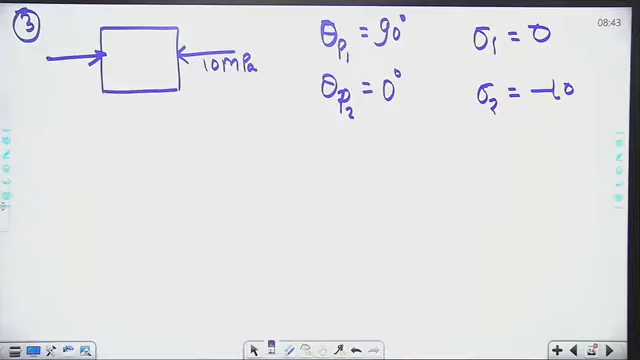 08:43
③
θp₁ = 90° σ₁ = 0
10MPa
θp₂ = 0° σ₂ = -10